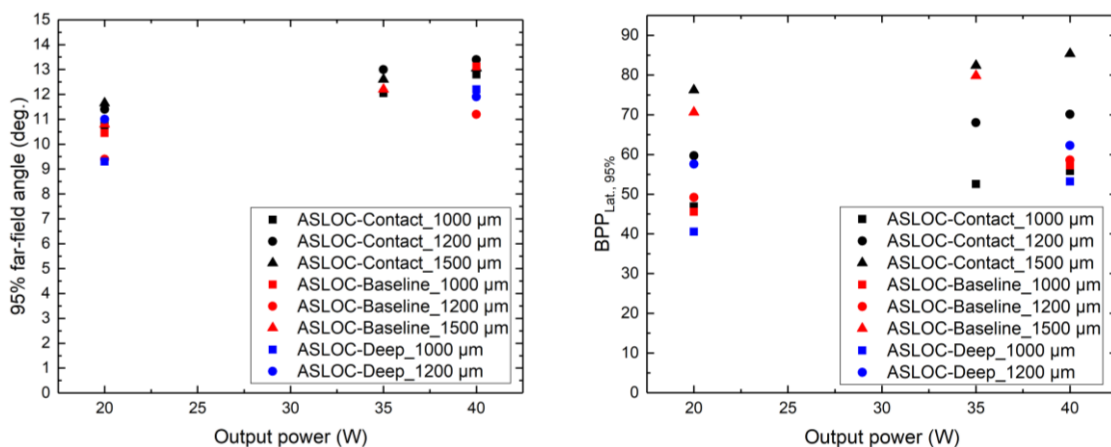 15
14
13
12
11
10
9
8
7
6
5
4
3
2
1
0
95% far-field angle (deg.)
ASLOC-Contact_1000 µm
ASLOC-Contact_1200 µm
ASLOC-Contact_1500 µm
ASLOC-Baseline_1000 µm
ASLOC-Baseline_1200 µm
ASLOC-Baseline_1500 µm
ASLOC-Deep_1000 µm
ASLOC-Deep_1200 µm
20 25 30 35 40
Output power (W)
90
80
70
60
50
40
30
20
10
0
BPP Lat., 95%
ASLOC-Contact_1000 µm
ASLOC-Contact_1200 µm
ASLOC-Contact_1500 µm
ASLOC-Baseline_1000 µm
ASLOC-Baseline_1200 µm
ASLOC-Baseline_1500 µm
ASLOC-Deep_1000 µm
ASLOC-Deep_1200 µm
20 25 30 35 40
Output power (W)